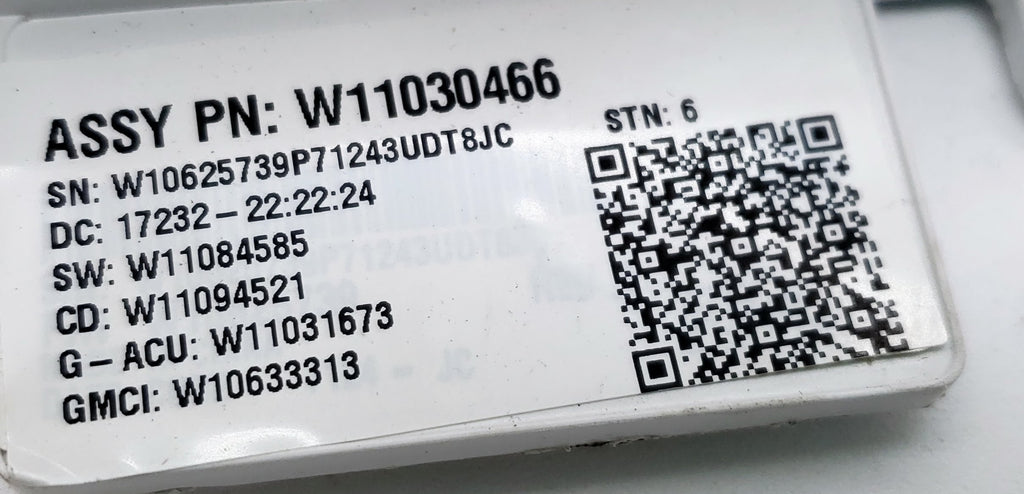 ASSY PN: W11030466
STN: 6
SN: W10625739P71243UDT8JC
DC: 17232-22:22:24
SW: W11084585
CD: W11094521
G-ACU: W11031673
GMCI: W10633313